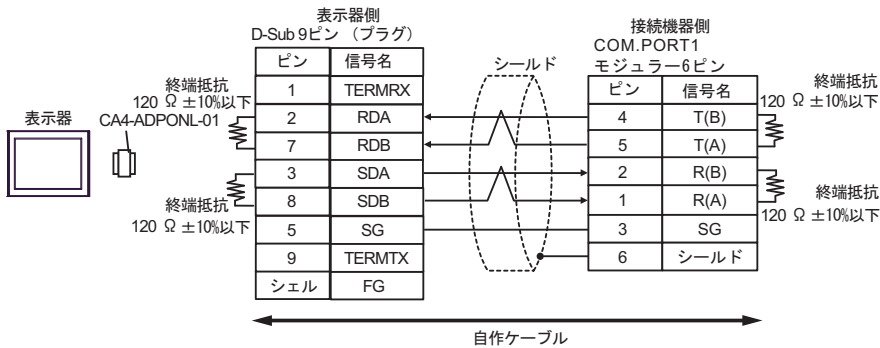 表示器側
D-Sub 9ピン （プラグ）
接続機器側
COM.PORT1
モジュラー6ピン
シールド
ピン 信号名
1 TERMRX
2 RDA
7 RDB
3 SDA
8 SDB
5 SG
9 TERMTX
シェル FG
ピン 信号名
4 T(B)
5 T(A)
2 R(B)
1 R(A)
3 SG
6 シールド
表示器
終端抵抗
120 Ω ±10%以下
CA4-ADPONL-01
終端抵抗
120 Ω ±10%以下
終端抵抗
120 Ω ±10%以下
終端抵抗
120 Ω ±10%以下
自作ケーブル